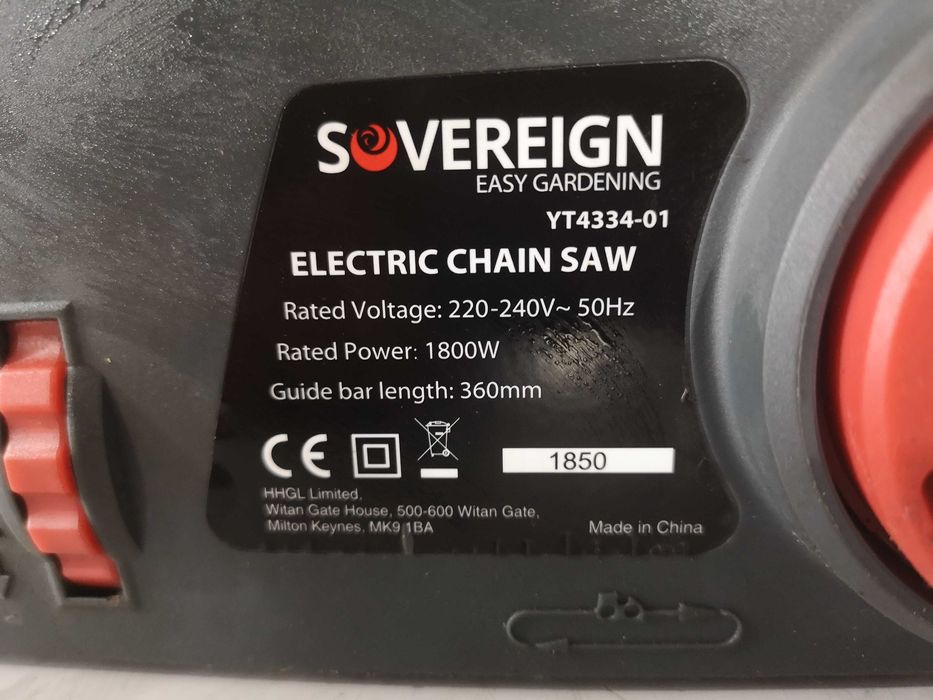 SOVEREIGN
EASY GARDENING
YT4334-01
ELECTRIC CHAIN SAW
Rated Voltage: 220-240V~ 50Hz
Rated Power: 1800W
Guide bar length: 360mm
CE
1850
HHGL Limited,
Witan Gate House, 500-600 Witan Gate,
Milton Keynes, MK9 1BA
Made in China